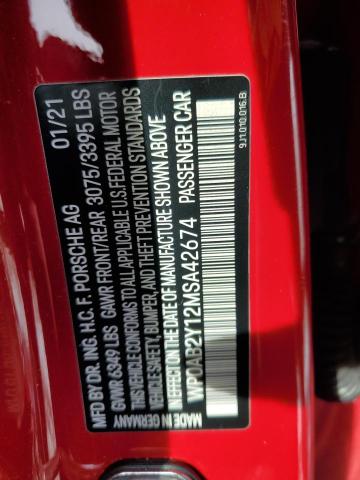 MFD BY DR. ING. H.C. F. PORSCHE AG 01/21
GVWR 6349 LBS GAWR FRONT/REAR 3075/3395 LBS
THIS VEHICLE CONFORMS TO ALL APPLICABLE U.S. FEDERAL MOTOR
VEHICLE SAFETY, BUMPER, AND THEFT PREVENTION STANDARDS
IN EFFECT ON THE DATE OF MANUFACTURE SHOWN ABOVE
WP0AB2Y12MSA42674 PASSENGER CAR
MADE IN GERMANY
9J1.010.016.B